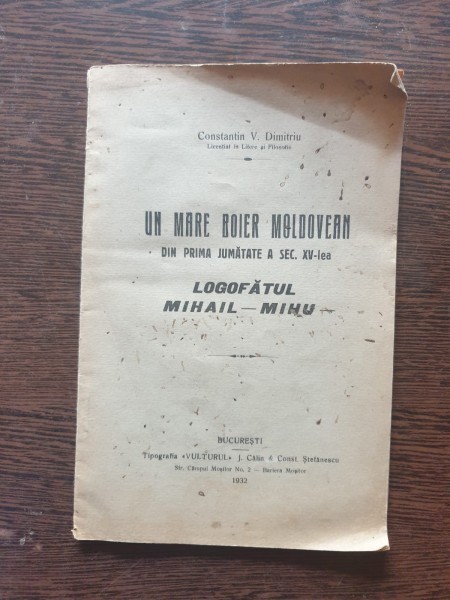 Constantin V. Dimitriu
Licențiat în Litere și Filosofie
UN MARE BOIER MOLDOVEAN
DIN PRIMA JUMĂTATE A SEC. XV-lea
LOGOFĂTUL
MIHAIL — MIHU
BUCUREȘTI
Tipografia «VULTURUL» J. Călin & Const. Ștefănescu
Str. Câmpul Moșilor No. 2 — Bariera Moșilor
1932